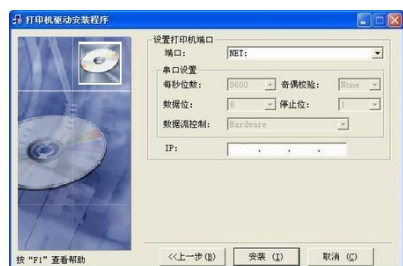 打印机驱动安装程序
设置打印机端口
端口： NET:
串口设置
每秒位数： 9600 奇偶校验： None
数据位： 8 停止位： 1
数据流控制： Hardware
IP: . . .
按 “F1” 查看帮助 <<上一步(B) 安装 (I) 取消 (C)